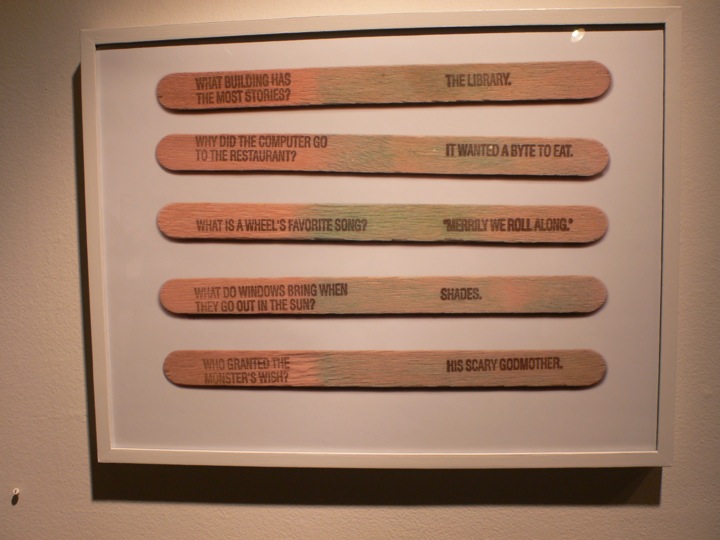 WHAT BUILDING HAS
THE MOST STORIES?
THE LIBRARY.
WHY DID THE COMPUTER GO
TO THE RESTAURANT?
IT WANTED A BYTE TO EAT.
WHAT IS A WHEEL'S FAVORITE SONG?
"MERRILY WE ROLL ALONG."
WHAT DO WINDOWS BRING WHEN
THEY GO OUT IN THE SUN?
SHADES.
WHO GRANTED THE
MONSTER'S WISH?
HIS SCARY GODMOTHER.